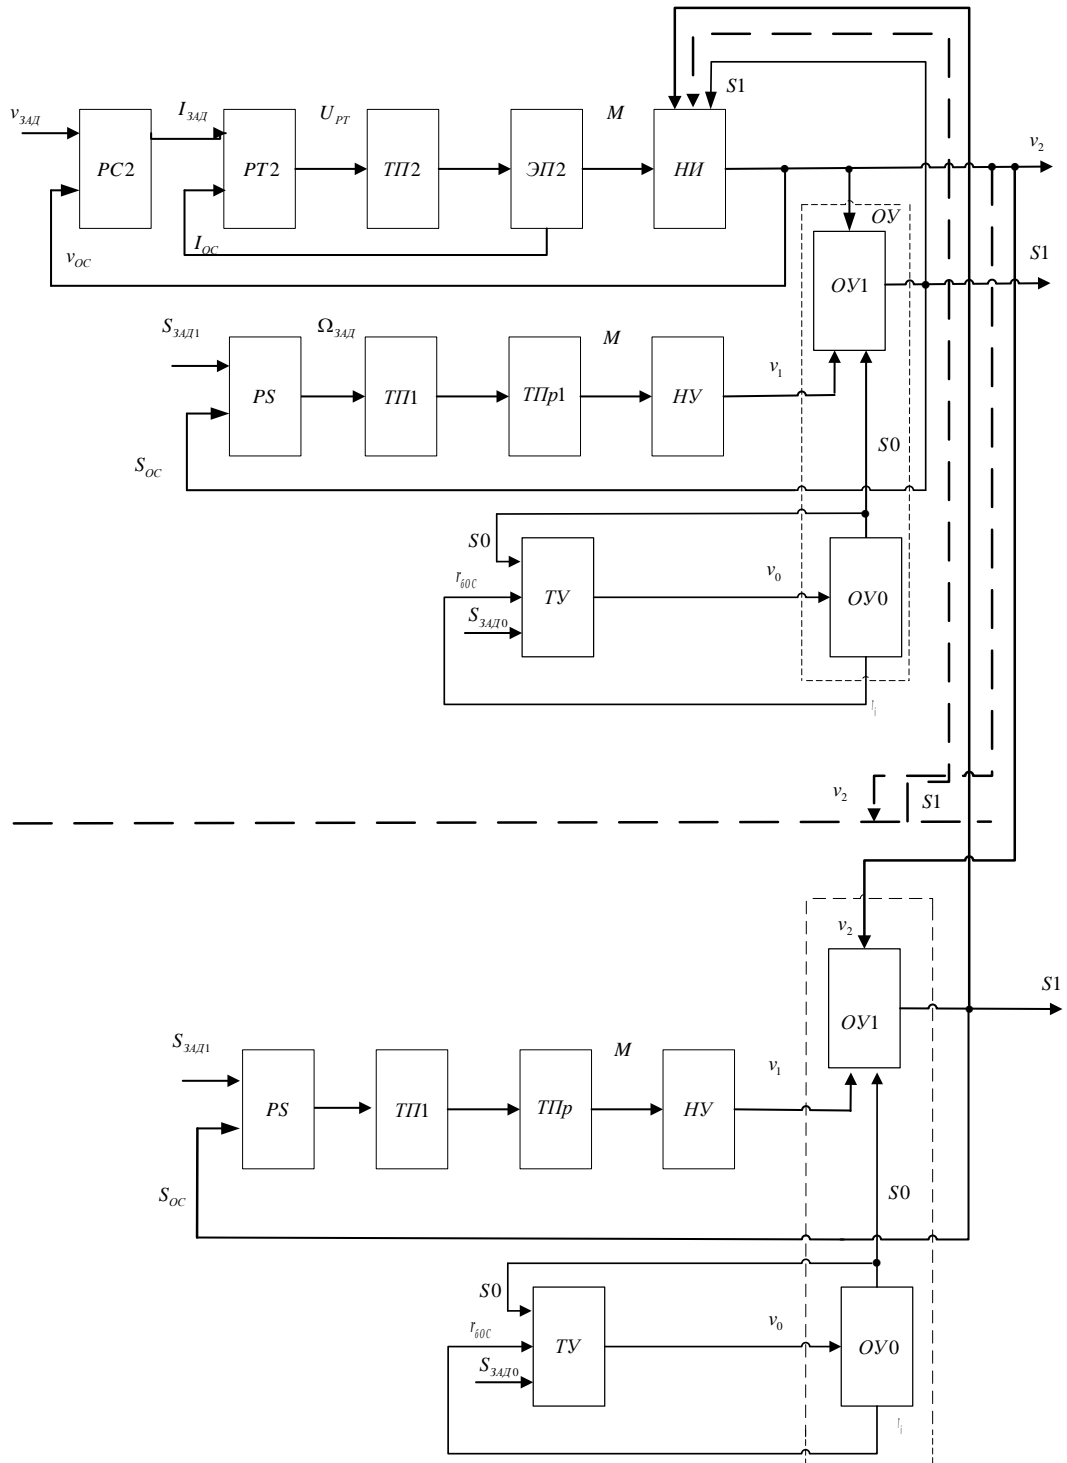 S1
v_ЗАД
I_ЗАД
U_РТ
M
v_2
РС2
РТ2
ТП2
ЭП2
НИ
v_ОС
I_ОС
ОУ
S1
ОУ1
S_ЗАД1
Ω_ЗАД
M
v_1
PS
ТП1
ТПр1
НУ
S_ОС
S0
S0
r_бОС
v_0
ТУ
ОУ0
S_ЗАД0
r_i
v_2
S1
v_2
S1
ОУ1
S_ЗАД1
M
v_1
PS
ТП1
ТПр
НУ
S_ОС
S0
S0
r_бОС
v_0
ТУ
ОУ0
S_ЗАД0
r_i